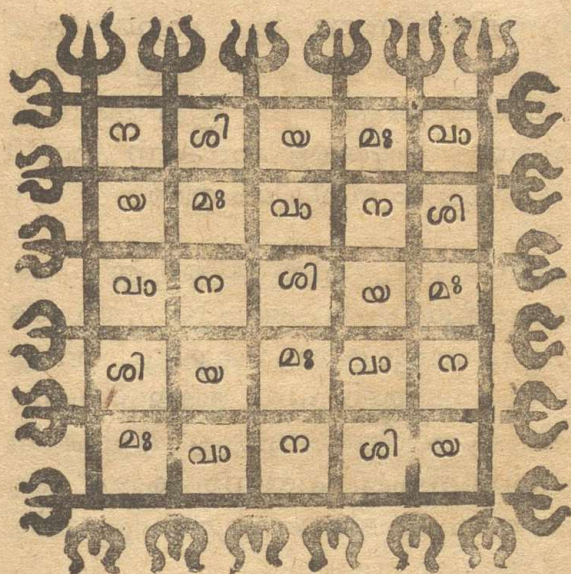 ന ശി യ മഃ വാ
യ മഃ വാ ന ശി
വാ ന ശി യ മഃ
ശി യ മഃ വാ ന
മഃ വാ ന ശി യ